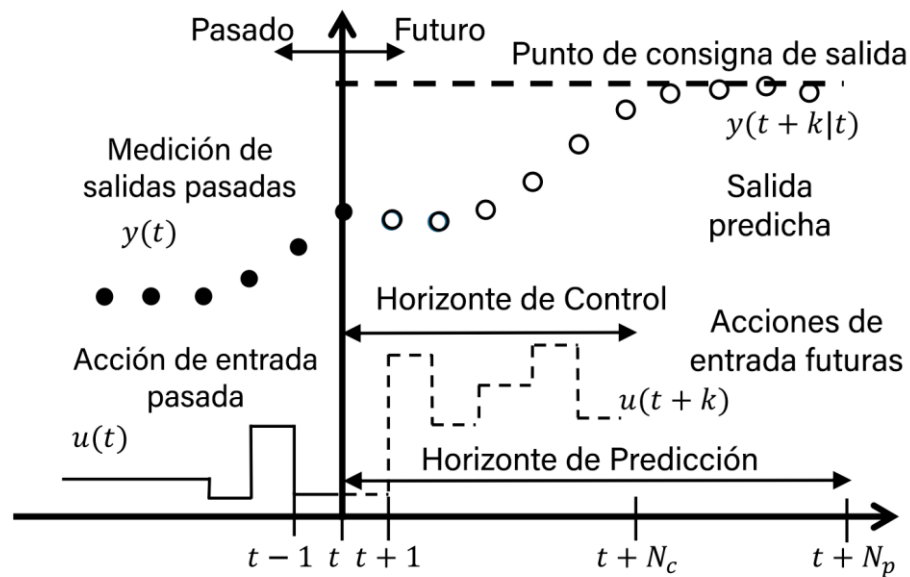 Pasado
Futuro
Punto de consigna de salida
y(t + k|t)
Medición de
salidas pasadas
y(t)
Salida
predicha
Horizonte de Control
Acciones de
entrada futuras
u(t + k)
Acción de entrada
pasada
u(t)
Horizonte de Predicción
t − 1
t
t + 1
t + N_c
t + N_p